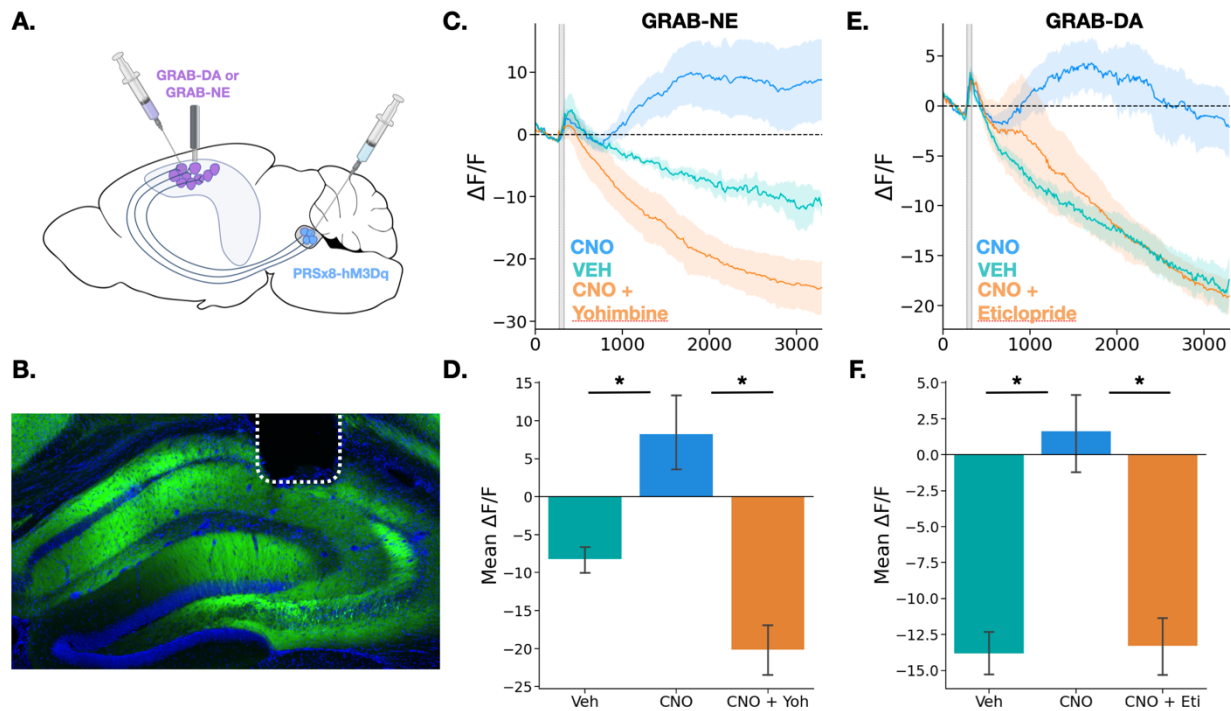 A.
GRAB-DA or
GRAB-NE
PRSx8-hM3Dq
B.
C.
GRAB-NE
ΔF/F
10
0
−10
−20
−30
CNO
VEH
CNO +
Yohimbine
0
1000
2000
3000
D.
Mean ΔF/F
15
10
5
0
−5
−10
−15
−20
−25
*
*
Veh
CNO
CNO + Yoh
E.
GRAB-DA
ΔF/F
5
0
−5
−10
−15
−20
CNO
VEH
CNO +
Eticlopride
0
1000
2000
3000
F.
Mean ΔF/F
5.0
2.5
0.0
−2.5
−5.0
−7.5
−10.0
−12.5
−15.0
*
*
Veh
CNO
CNO + Eti